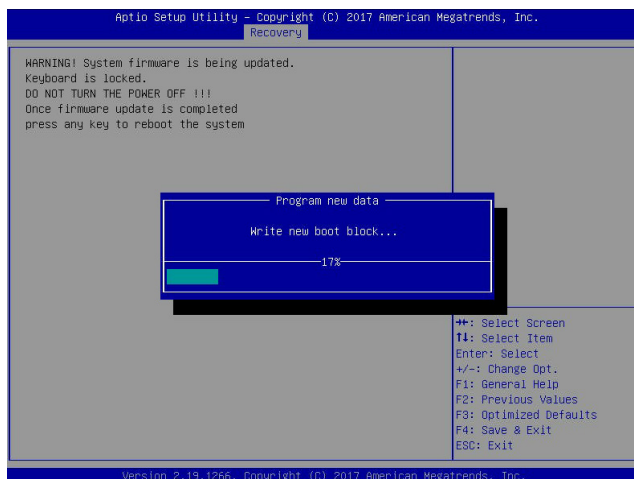 Aptio Setup Utility – Copyright (C) 2017 American Megatrends, Inc.
Recovery
WARNING! System firmware is being updated.
Keyboard is locked.
DO NOT TURN THE POWER OFF !!!
Once firmware update is completed
press any key to reboot the system
Program new data
Write new boot block...
17%
→←: Select Screen
↑↓: Select Item
Enter: Select
+/-: Change Opt.
F1: General Help
F2: Previous Values
F3: Optimized Defaults
F4: Save & Exit
ESC: Exit
Version 2.19.1266. Copyright (C) 2017 American Megatrends, Inc.